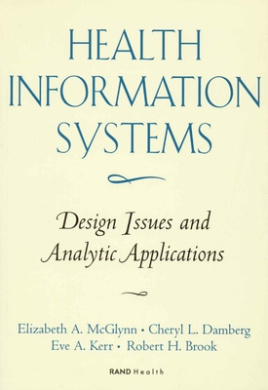 HEALTH
INFORMATION
SYSTEMS
Design Issues and
Analytic Applications
Elizabeth A. McGlynn • Cheryl L. Damberg
Eve A. Kerr • Robert H. Brook
RAND Health